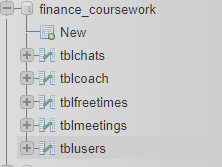 finance_coursework
New
tblchats
tblcoach
tblfreetimes
tblmeetings
tblusers